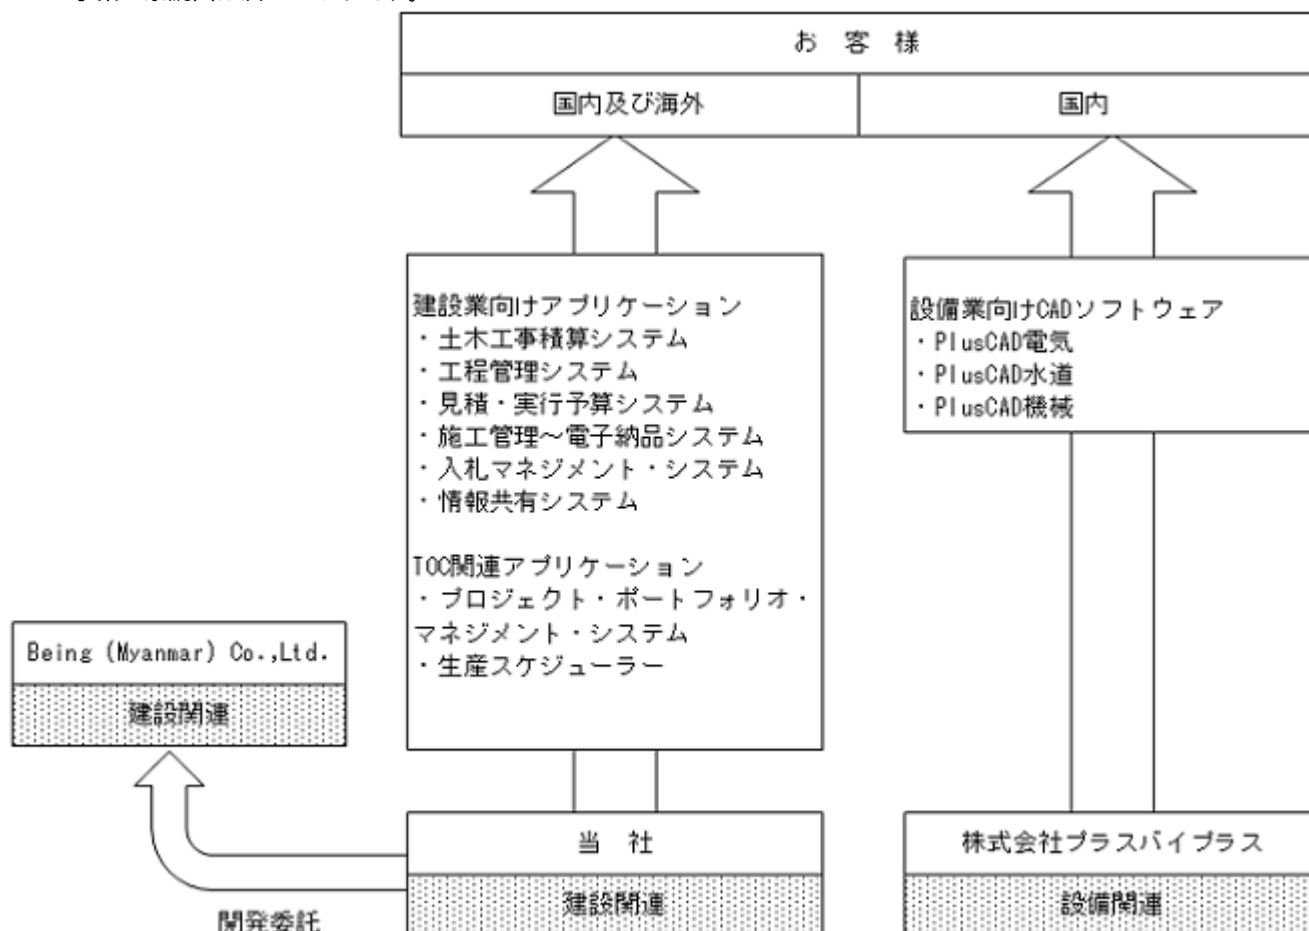 お 客 様
国内及び海外
国内
建設業向けアプリケーション
・土木工事積算システム
・工程管理システム
・見積・実行予算システム
・施工管理～電子納品システム
・入札マネジメント・システム
・情報共有システム
TOC関連アプリケーション
・プロジェクト・ポートフォリオ・
マネジメント・システム
・生産スケジューラー
設備業向けCADソフトウェア
・PlusCAD電気
・PlusCAD水道
・PlusCAD機械
Being (Myanmar) Co.,Ltd.
建設関連
当 社
建設関連
開発委託
株式会社プラスバイプラス
設備関連